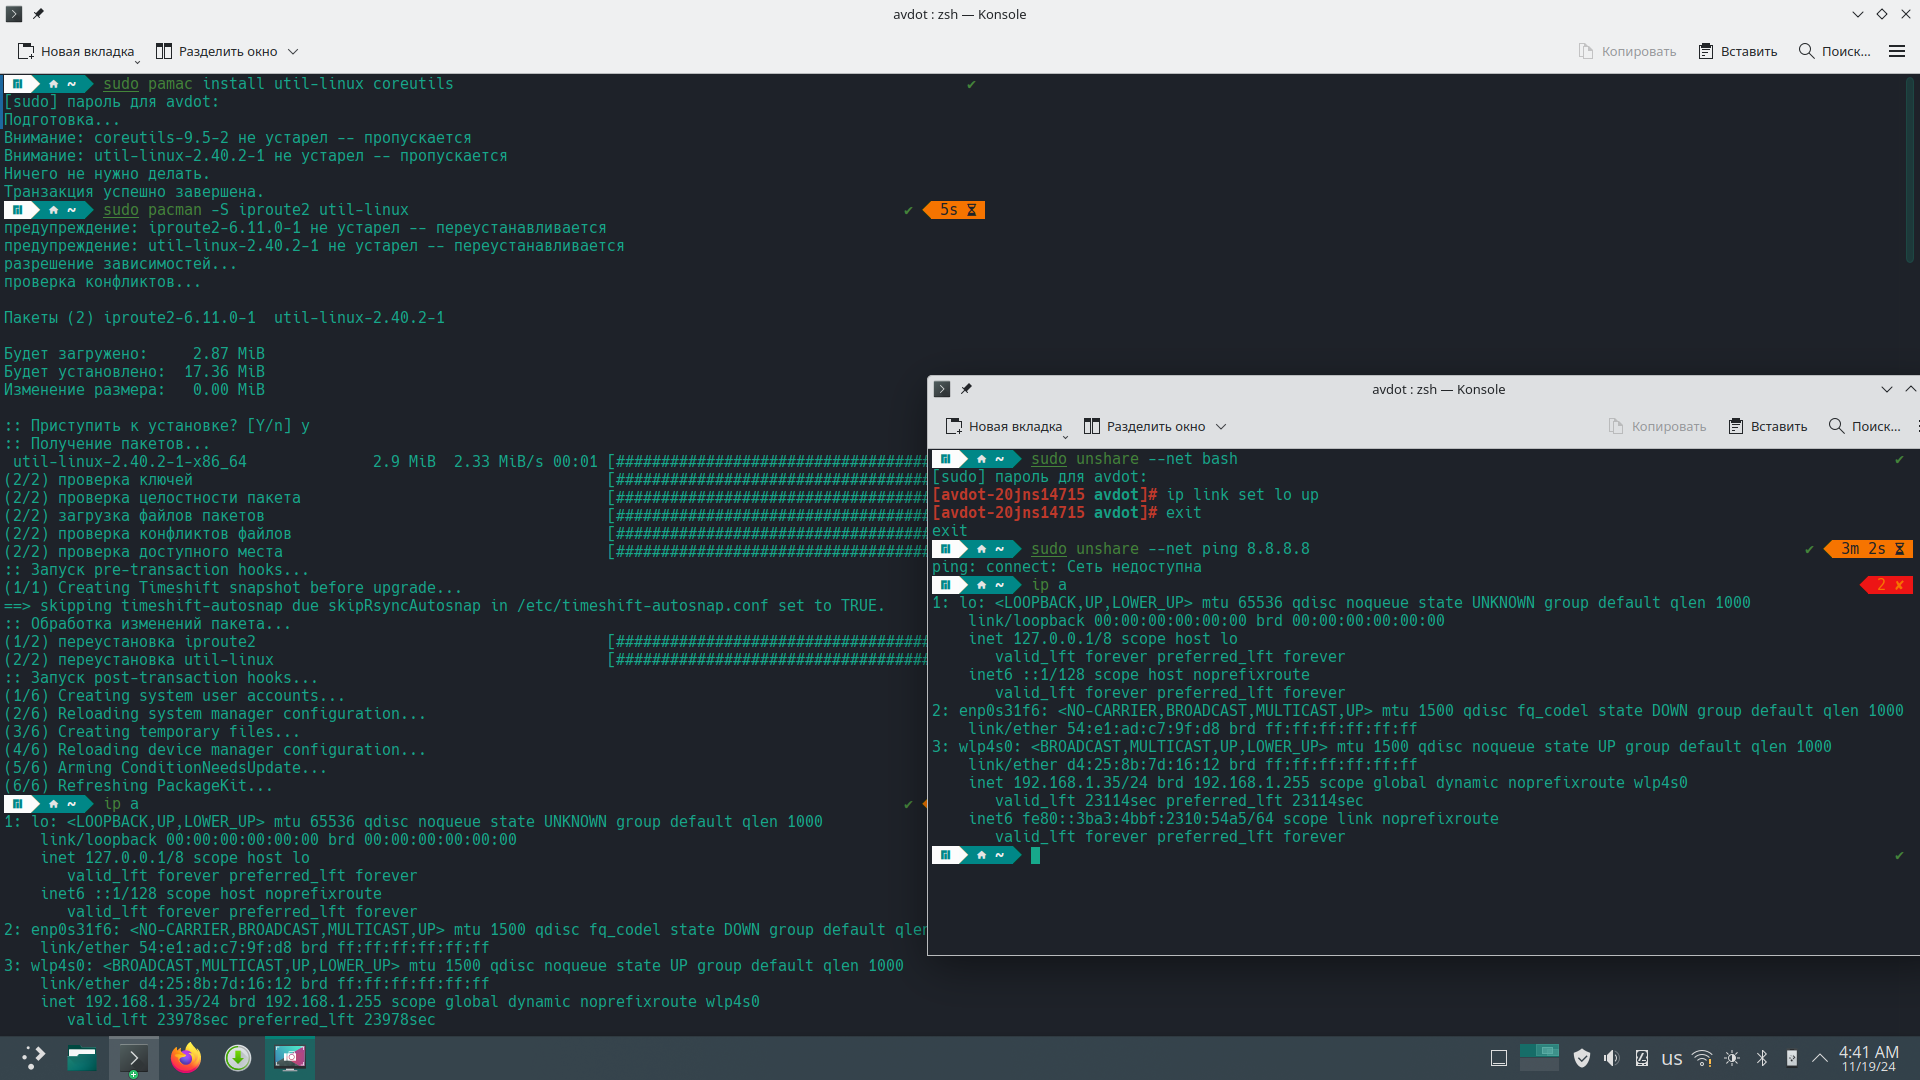 avdot : zsh — Konsole
Новая вкладка Разделить окно Копировать Вставить Поиск...
~ sudo pamac install util-linux coreutils ✔
[sudo] пароль для avdot:
Подготовка...
Внимание: coreutils-9.5-2 не устарел -- пропускается
Внимание: util-linux-2.40.2-1 не устарел -- пропускается
Ничего не нужно делать.
Транзакция успешно завершена.
~ sudo pacman -S iproute2 util-linux ✔ 5s
предупреждение: iproute2-6.11.0-1 не устарел -- переустанавливается
предупреждение: util-linux-2.40.2-1 не устарел -- переустанавливается
разрешение зависимостей...
проверка конфликтов...
Пакеты (2) iproute2-6.11.0-1  util-linux-2.40.2-1
Будет загружено: 2.87 MiB
Будет установлено: 17.36 MiB
Изменение размера: 0.00 MiB
:: Приступить к установке? [Y/n] y
:: Получение пакетов...
util-linux-2.40.2-1-x86_64 2.9 MiB 2.33 MiB/s 00:01 [###################################
(2/2) проверка ключей [###################################
(2/2) проверка целостности пакета [###################################
(2/2) загрузка файлов пакетов [###################################
(2/2) проверка конфликтов файлов [###################################
(2/2) проверка доступного места [###################################
:: Запуск pre-transaction hooks...
(1/1) Creating Timeshift snapshot before upgrade...
==> skipping timeshift-autosnap due skipRsyncAutosnap in /etc/timeshift-autosnap.conf set to TRUE.
:: Обработка изменений пакета...
(1/2) переустановка iproute2 [###################################
(2/2) переустановка util-linux [###################################
:: Запуск post-transaction hooks...
(1/6) Creating system user accounts...
(2/6) Reloading system manager configuration...
(3/6) Creating temporary files...
(4/6) Reloading device manager configuration...
(5/6) Arming ConditionNeedsUpdate...
(6/6) Refreshing PackageKit...
~ ip a ✔
1: lo: <LOOPBACK,UP,LOWER_UP> mtu 65536 qdisc noqueue state UNKNOWN group default qlen 1000
link/loopback 00:00:00:00:00:00 brd 00:00:00:00:00:00
inet 127.0.0.1/8 scope host lo
valid_lft forever preferred_lft forever
inet6 ::1/128 scope host noprefixroute
valid_lft forever preferred_lft forever
2: enp0s31f6: <NO-CARRIER,BROADCAST,MULTICAST,UP> mtu 1500 qdisc fq_codel state DOWN group default qle
link/ether 54:e1:ad:c7:9f:d8 brd ff:ff:ff:ff:ff:ff
3: wlp4s0: <BROADCAST,MULTICAST,UP,LOWER_UP> mtu 1500 qdisc noqueue state UP group default qlen 1000
link/ether d4:25:8b:7d:16:12 brd ff:ff:ff:ff:ff:ff
inet 192.168.1.35/24 brd 192.168.1.255 scope global dynamic noprefixroute wlp4s0
valid_lft 23978sec preferred_lft 23978sec
avdot : zsh — Konsole
Новая вкладка Разделить окно Копировать Вставить Поиск...
~ sudo unshare --net bash ✔
[sudo] пароль для avdot:
[avdot-20jns14715 avdot]# ip link set lo up
[avdot-20jns14715 avdot]# exit
exit
~ sudo unshare --net ping 8.8.8.8 ✔ 3m 2s
ping: connect: Сеть недоступна
~ ip a 2 ✘
1: lo: <LOOPBACK,UP,LOWER_UP> mtu 65536 qdisc noqueue state UNKNOWN group default qlen 1000
link/loopback 00:00:00:00:00:00 brd 00:00:00:00:00:00
inet 127.0.0.1/8 scope host lo
valid_lft forever preferred_lft forever
inet6 ::1/128 scope host noprefixroute
valid_lft forever preferred_lft forever
2: enp0s31f6: <NO-CARRIER,BROADCAST,MULTICAST,UP> mtu 1500 qdisc fq_codel state DOWN group default qlen 1000
link/ether 54:e1:ad:c7:9f:d8 brd ff:ff:ff:ff:ff:ff
3: wlp4s0: <BROADCAST,MULTICAST,UP,LOWER_UP> mtu 1500 qdisc noqueue state UP group default qlen 1000
link/ether d4:25:8b:7d:16:12 brd ff:ff:ff:ff:ff:ff
inet 192.168.1.35/24 brd 192.168.1.255 scope global dynamic noprefixroute wlp4s0
valid_lft 23114sec preferred_lft 23114sec
inet6 fe80::3ba3:4bbf:2310:54a5/64 scope link noprefixroute
valid_lft forever preferred_lft forever
~ ✔
us 4:41 AM
11/19/24